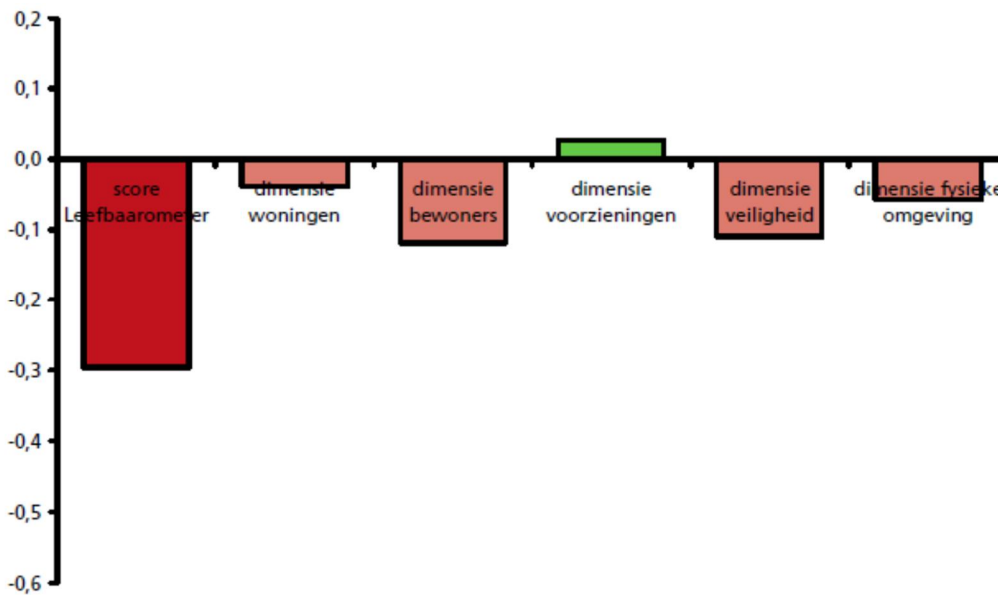 0,2
0,1
0,0
-0,1
-0,2
-0,3
-0,4
-0,5
-0,6
score
Leefbaarometer
dimensie
woningen
dimensie
bewoners
dimensie
voorzieningen
dimensie
veiligheid
dimensie fysieke
omgeving